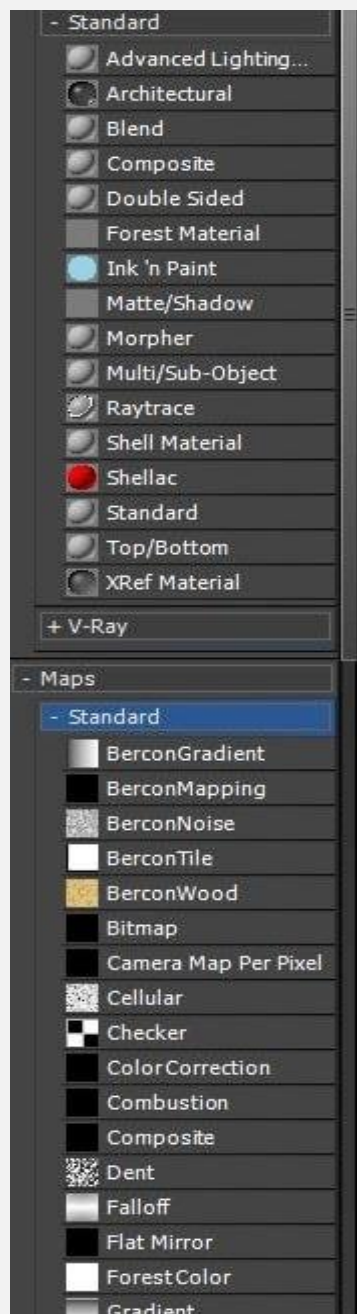 - Standard
Advanced Lighting...
Architectural
Blend
Composite
Double Sided
Forest Material
Ink 'n Paint
Matte/Shadow
Morpher
Multi/Sub-Object
Raytrace
Shell Material
Shellac
Standard
Top/Bottom
XRef Material
+ V-Ray
- Maps
- Standard
BerconGradient
BerconMapping
BerconNoise
BerconTile
BerconWood
Bitmap
Camera Map Per Pixel
Cellular
Checker
ColorCorrection
Combustion
Composite
Dent
Falloff
Flat Mirror
ForestColor
Gradient